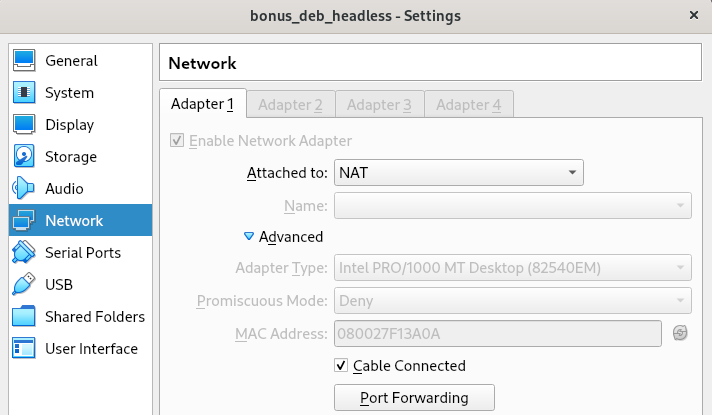 bonus_deb_headless - Settings
General
System
Display
Storage
Audio
Network
Serial Ports
USB
Shared Folders
User Interface
Network
Adapter 1 Adapter 2 Adapter 3 Adapter 4
Enable Network Adapter
Attached to: NAT
Name:
Advanced
Adapter Type: Intel PRO/1000 MT Desktop (82540EM)
Promiscuous Mode: Deny
MAC Address: 080027F13A0A
Cable Connected
Port Forwarding